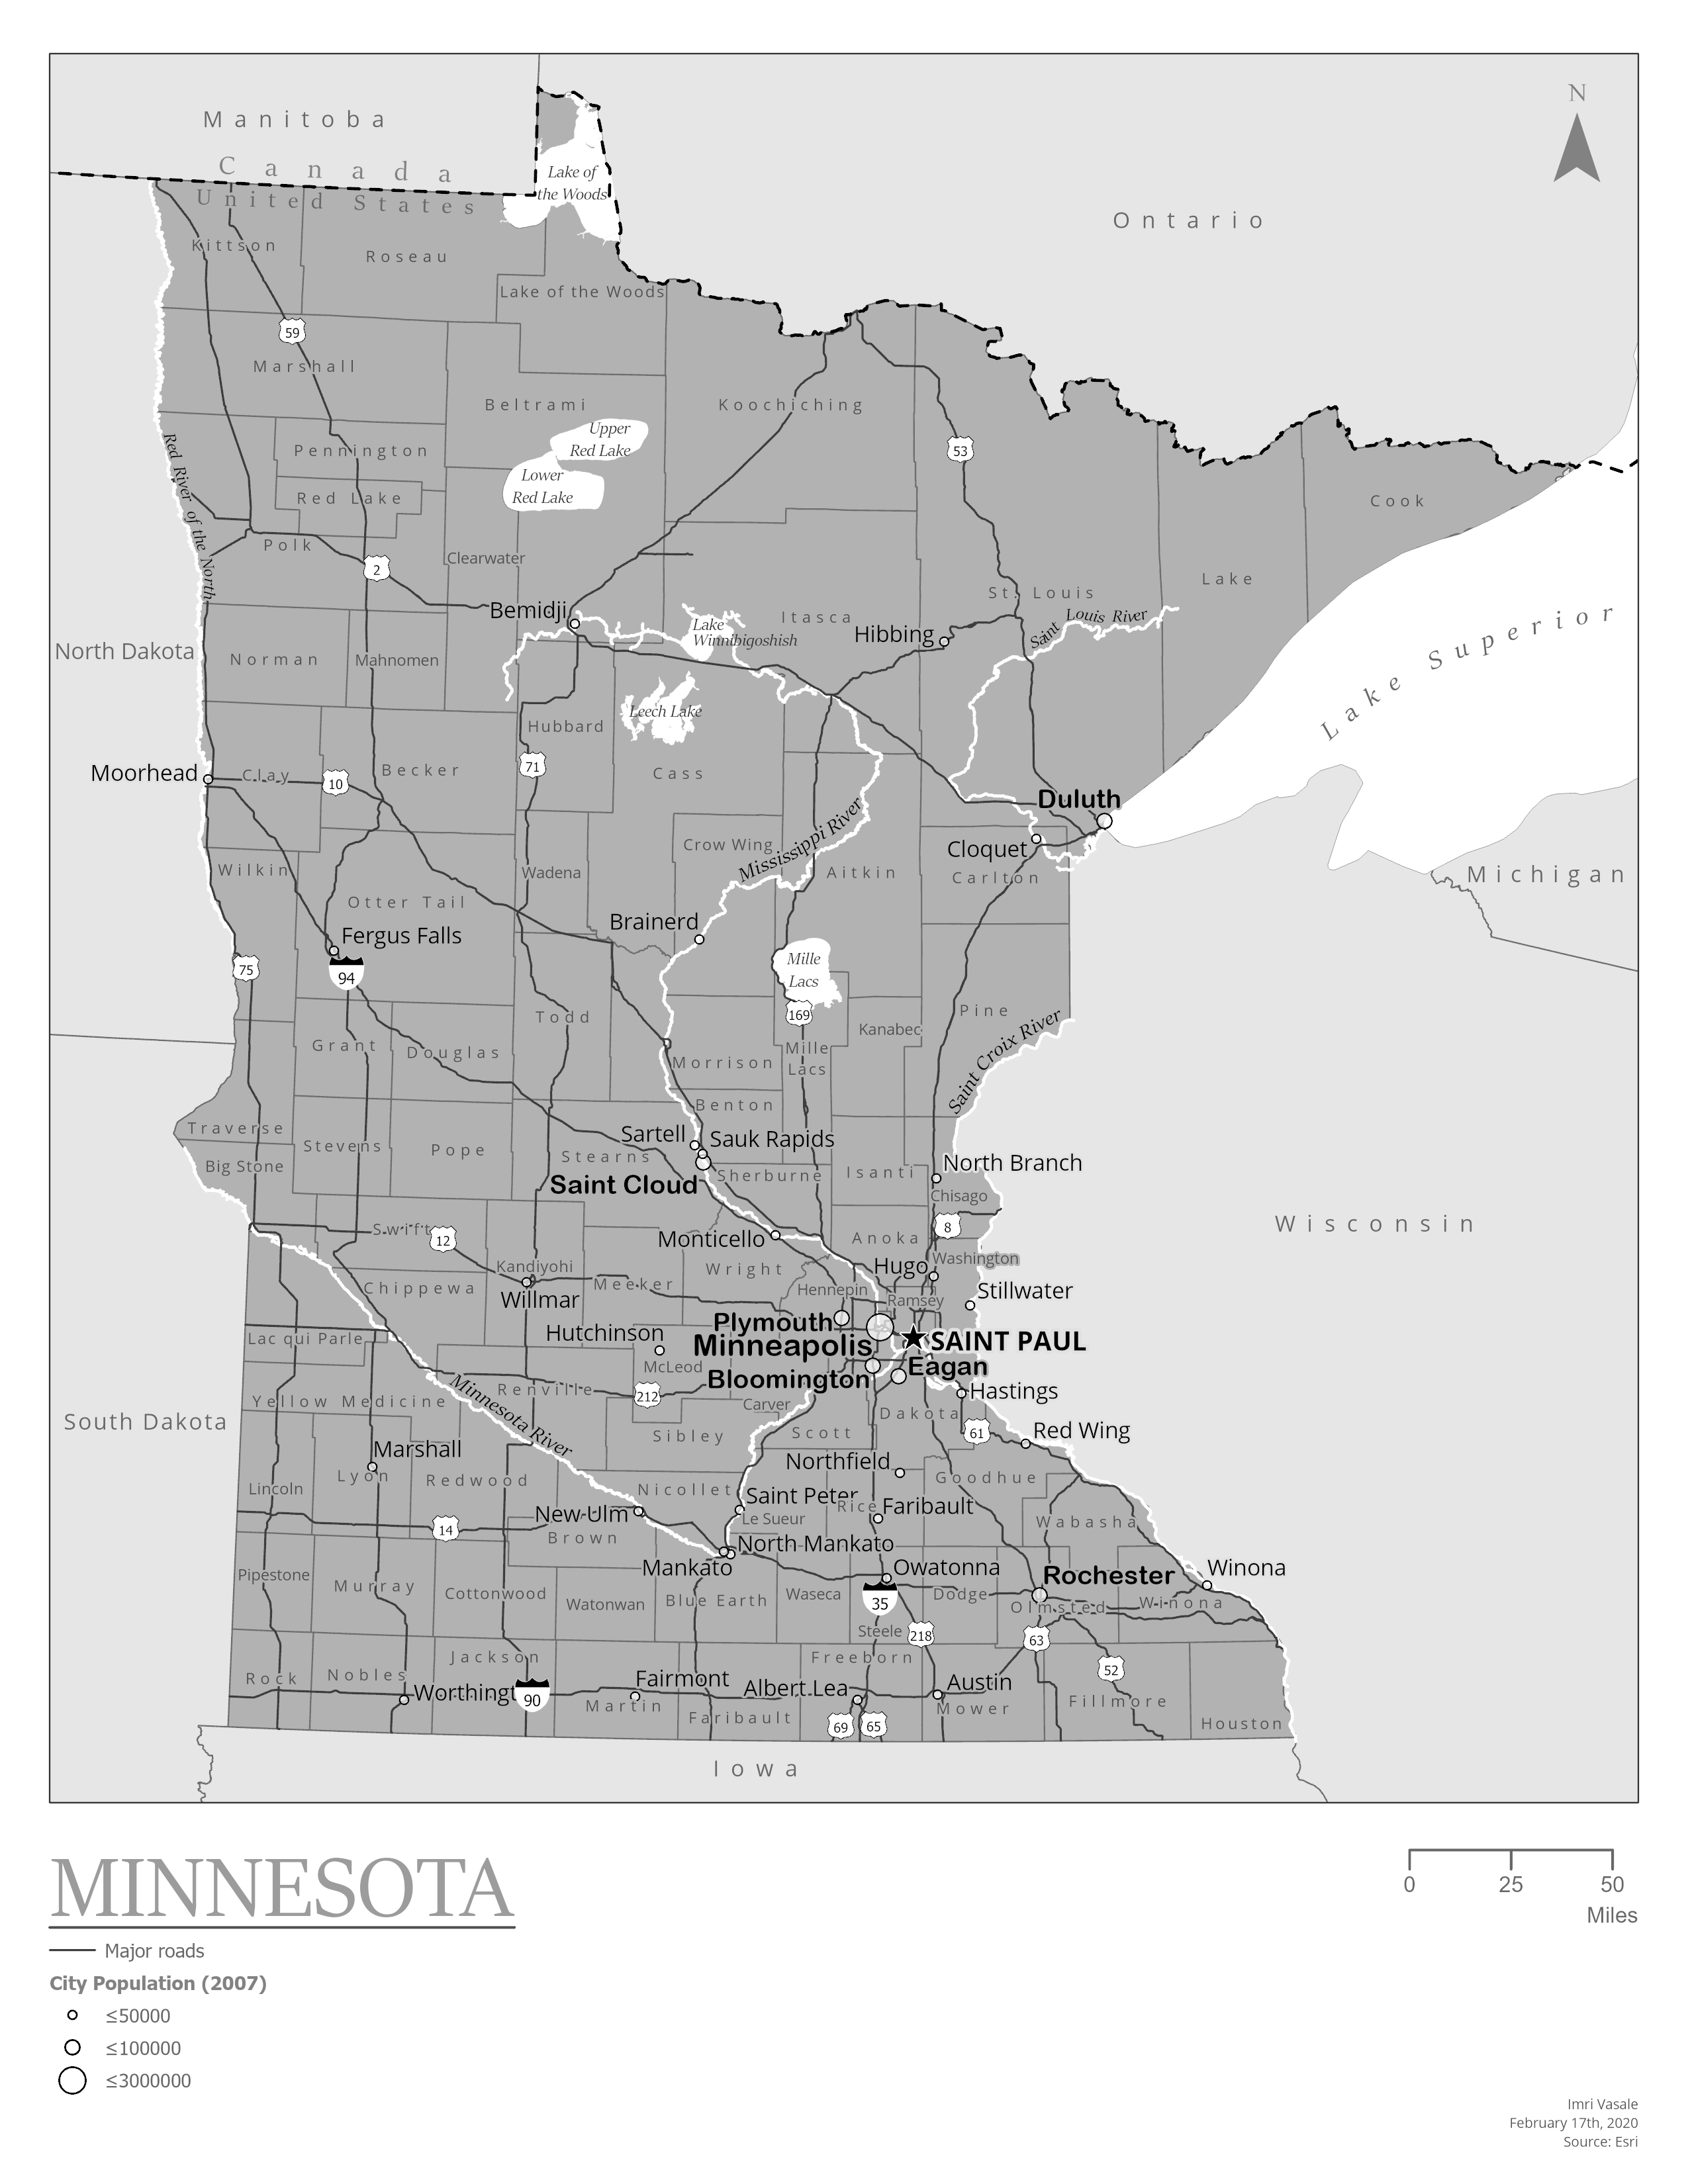 N
Manitoba
Canada
United States
Lake of
the Woods
Ontario
Kittson
Roseau
Lake of the Woods
59
Marshall
Beltrami
Koochiching
Upper
Red Lake
Lower
Red Lake
53
Pennington
Red Lake
Red River of the North
Polk
2
Clearwater
Cook
Lake
St. Louis
Saint Louis River
Itasca
Bemidji
Lake
Winnibigoshish
Hibbing
Lake Superior
North Dakota
Norman
Mahnomen
Leech Lake
Hubbard
71
Cass
Moorhead
Clay
10
Becker
Duluth
Cloquet
Carlton
Mississippi River
Crow Wing
Aitkin
Wadena
Wilkin
Otter Tail
Michigan
Brainerd
Fergus Falls
94
75
Mille
Lacs
169
Pine
Kanabec
Saint Croix River
Todd
Grant
Douglas
Morrison
Mille
Lacs
Benton
Traverse
Stevens
Pope
Big Stone
Stearns
Sartell
Sauk Rapids
Saint Cloud
Sherburne
Isanti
North Branch
Chisago
8
Wisconsin
Swift
12
Monticello
Anoka
Washington
Hugo
Kandiyohi
Wright
Chippewa
Meeker
Hennepin
Ramsey
Stillwater
Willmar
Plymouth
Minneapolis
SAINT PAUL
Hutchinson
Lac qui Parle
McLeod
Bloomington
Eagan
Hastings
Renville
212
Carver
Dakota
Yellow Medicine
Minnesota River
South Dakota
61
Red Wing
Scott
Sibley
Marshall
Northfield
Lyon
Redwood
Goodhue
Lincoln
Nicollet
Saint Peter
Rice
Faribault
New Ulm
Le Sueur
14
Brown
Wabasha
North Mankato
Mankato
Owatonna
Rochester
Winona
Pipestone
Murray
Cottonwood
Watonwan
Blue Earth
Waseca
35
Dodge
Olmsted
Winona
Steele
218
63
Jackson
Freeborn
52
Rock
Nobles
Worthingt
90
Fairmont
Martin
Albert Lea
Austin
Mower
Fillmore
Faribault
69
65
Houston
Iowa
MINNESOTA
Major roads
City Population (2007)
≤50000
≤100000
≤3000000
0 25 50
Miles
Imri Vasale
February 17th, 2020
Source: Esri